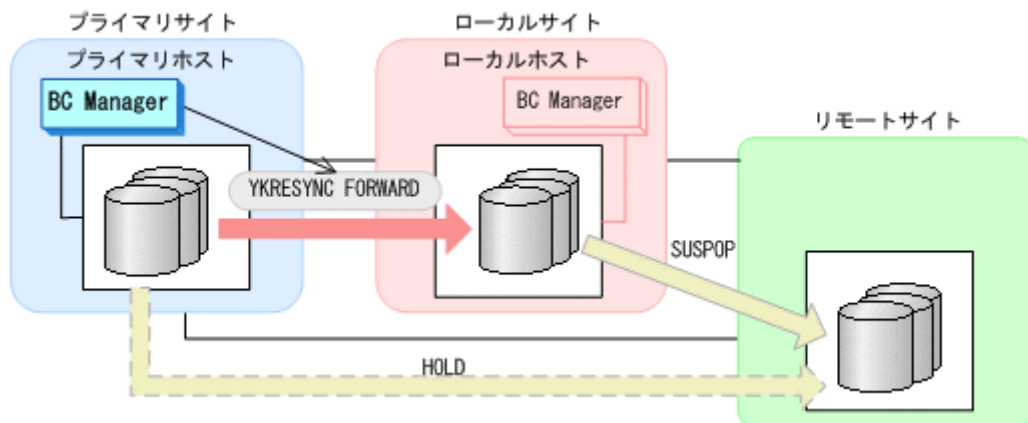 プライマリサイト
プライマリホスト
BC Manager
ローカルサイト
ローカルホスト
BC Manager
リモートサイト
YKRESYNC FORWARD
SUSPOP
HOLD